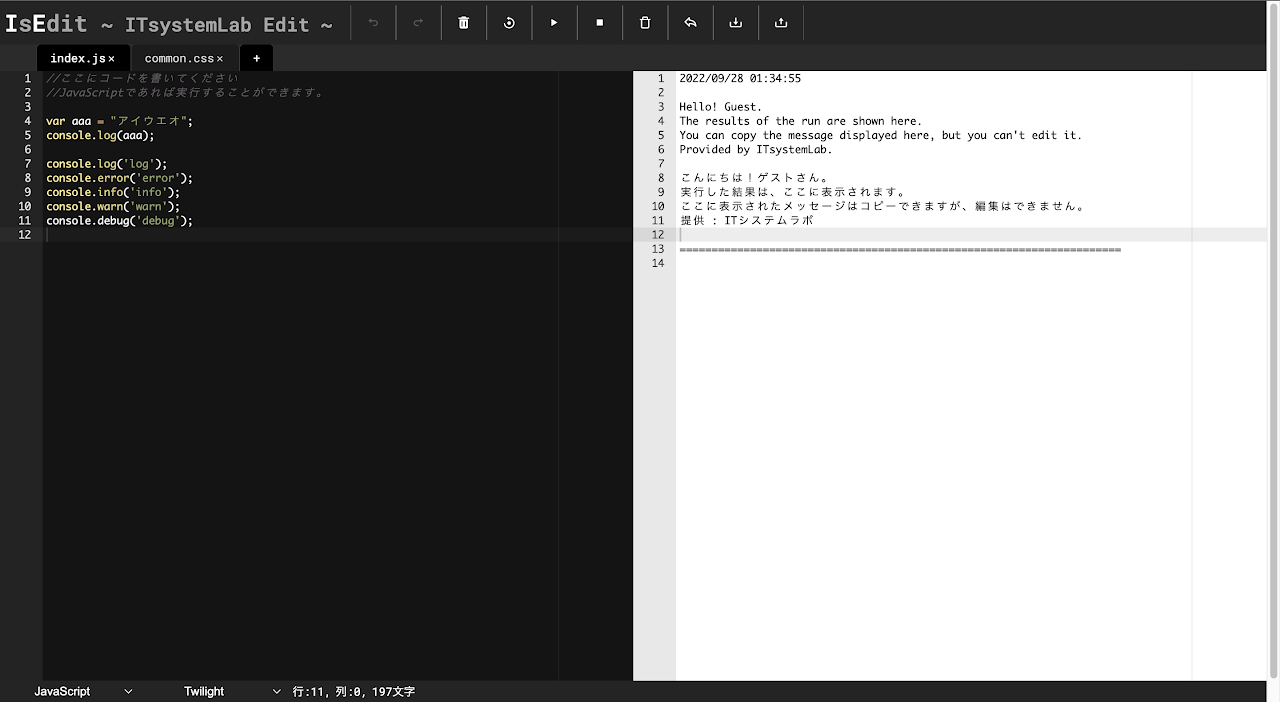 IsEdit ~ ITsystemLab Edit ~
index.js× common.css× +
1 //ここにコードを書いてください
2 //JavaScriptであれば実行することができます。
3
4 var aaa = "アイウエオ";
5 console.log(aaa);
6
7 console.log('log');
8 console.error('error');
9 console.info('info');
10 console.warn('warn');
11 console.debug('debug');
12
1 2022/09/28 01:34:55
2
3 Hello! Guest.
4 The results of the run are shown here.
5 You can copy the message displayed here, but you can't edit it.
6 Provided by ITsystemLab.
7
8 こんにちは！ゲストさん。
9 実行した結果は、ここに表示されます。
10 ここに表示されたメッセージはコピーできますが、編集はできません。
11 提供 : ITシステムラボ
12
13 =====================================================================
14
JavaScript Twilight 行:11, 列:0, 197文字